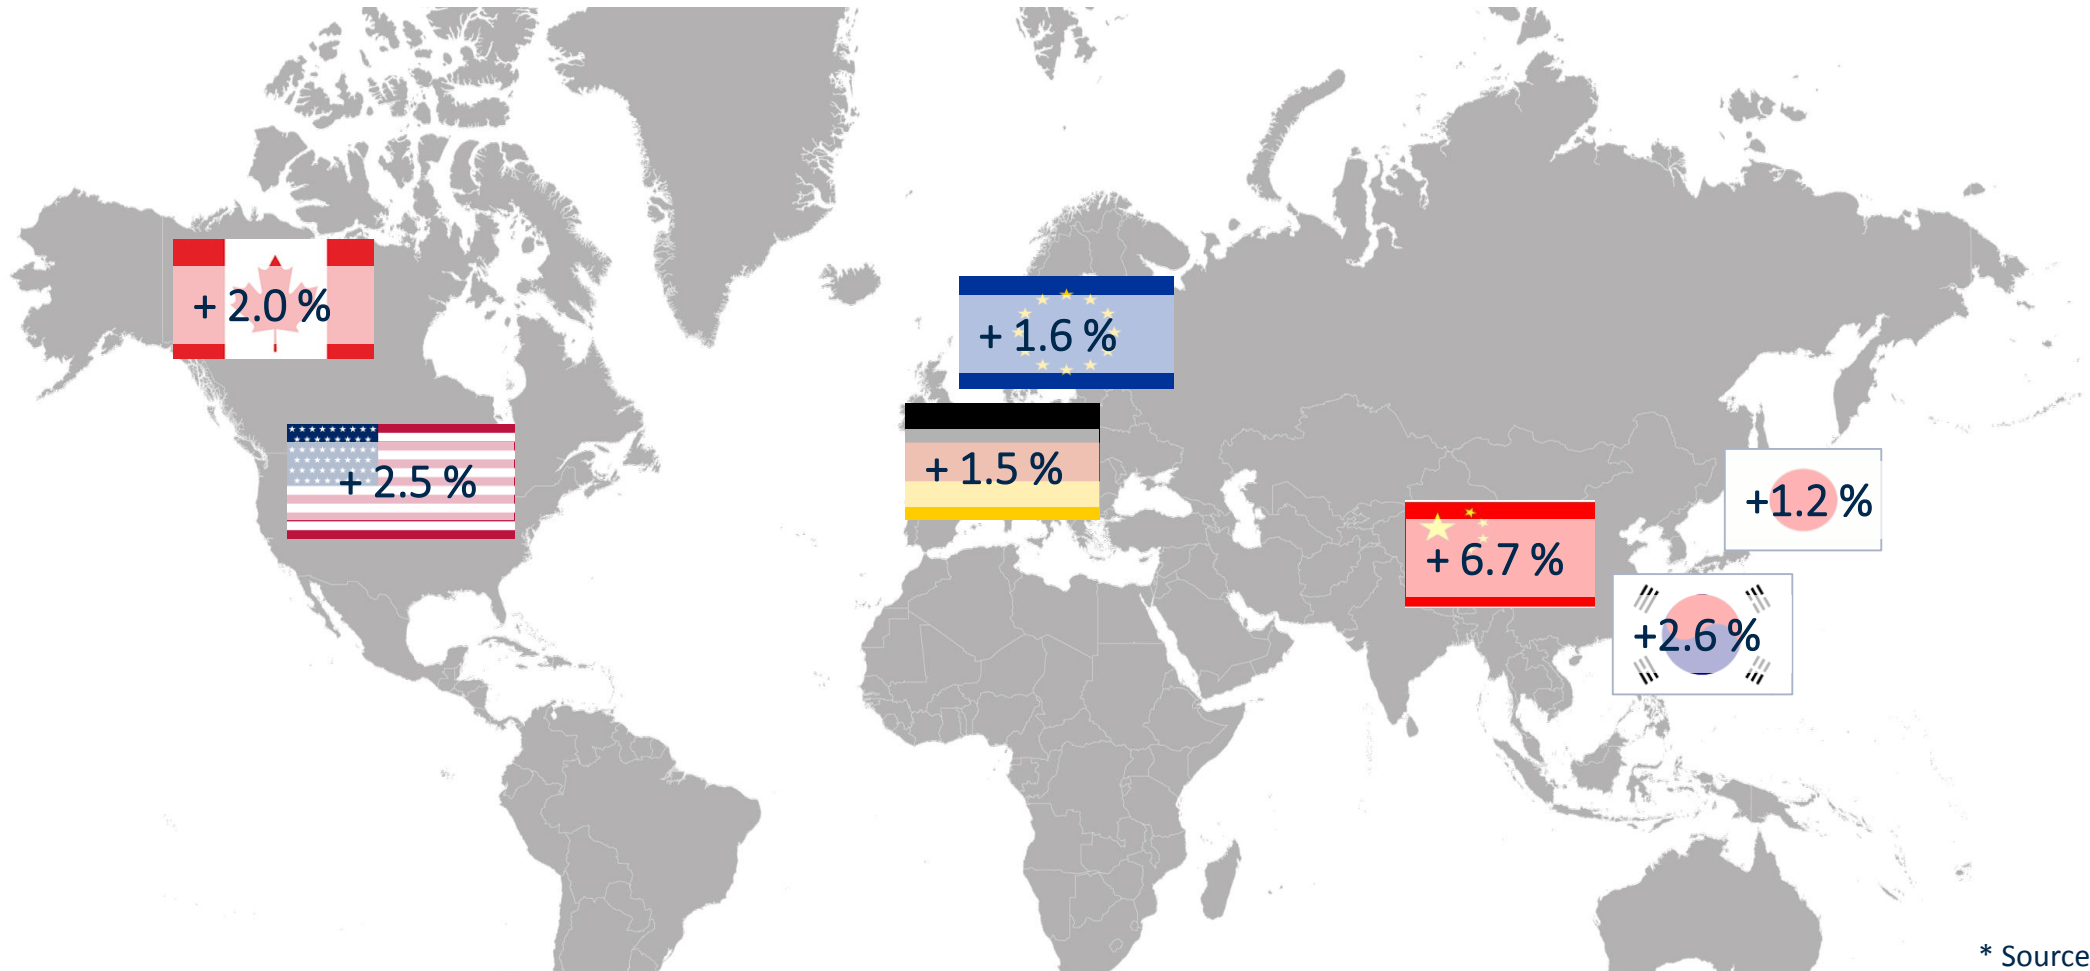 + 2.0 %
+ 1.6 %
+ 2.5 %
+ 1.5 %
+1.2 %
+ 6.7 %
+2.6 %
* Source